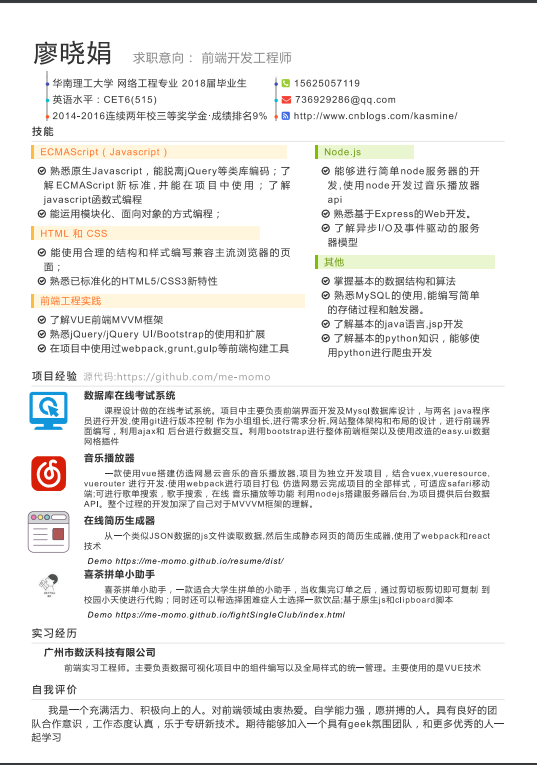 廖晓娟 求职意向： 前端开发工程师
华南理工大学 网络工程专业 2018届毕业生
英语水平：CET6(515)
2014-2016连续两年校三等奖学金·成绩排名9%
15625057119
736929286@qq.com
http://www.cnblogs.com/kasmine/
技能
ECMAScript ( Javascript )
熟悉原生Javascript，能脱离jQuery等类库编码；了
解ECMAScript新标准,并能在项目中使用；了解
javascript函数式编程
能运用模块化、面向对象的方式编程；
HTML 和 CSS
能使用合理的结构和样式编写兼容主流浏览器的页
面；
熟悉已标准化的HTML5/CSS3新特性
前端工程实践
了解VUE前端MVVM框架
熟悉jQuery/jQuery UI/Bootstrap的使用和扩展
在项目中使用过webpack,grunt,gulp等前端构建工具
Node.js
能够进行简单node服务器的开
发,使用node开发过音乐播放器
api
熟悉基于Express的Web开发。
了解异步I/O及事件驱动的服务
器模型
其他
掌握基本的数据结构和算法
熟悉MySQL的使用,能编写简单
的存储过程和触发器。
了解基本的java语言,jsp开发
了解基本的python知识，能够使
用python进行爬虫开发
项目经验 源代码:https://github.com/me-momo
数据库在线考试系统
课程设计做的在线考试系统。项目中主要负责前端界面开发及Mysql数据库设计，与两名 java程序
员进行开发,使用git进行版本控制 作为小组组长,进行需求分析,网站整体架构和布局的设计，进行前端界
面编写，利用ajax和 后台进行数据交互。利用bootstrap进行整体前端框架以及使用改造的easy.ui数据
网格插件
音乐播放器
一款使用vue搭建仿造网易云音乐的音乐播放器,项目为独立开发项目，结合vuex,vueresource,
vuerouter 进行开发.使用webpack进行项目打包 仿造网易云完成项目的全部样式，可适应safari移动
端;可进行歌单搜索，歌手搜索，在线 音乐播放等功能 利用nodejs搭建服务器后台,为项目提供后台数据
API。整个过程的开发加深了自己对于MVVVM框架的理解。
在线简历生成器
从一个类似JSON数据的js文件读取数据,然后生成静态网页的简历生成器,使用了webpack和react
技术
Demo https://me-momo.github.io/resume/dist/
喜茶拼单小助手
喜茶拼单小助手，一款适合大学生拼单的小助手，当收集完订单之后，通过剪切板剪切即可复制 到
校园小天使进行代购；同时还可以帮选择困难症人士选择一款饮品;基于原生js和clipboard脚本
Demo https://me-momo.github.io/fightSingleClub/index.html
实习经历
广州市数沃科技有限公司
前端实习工程师。主要负责数据可视化项目中的组件编写以及全局样式的统一管理。主要使用的是VUE技术
自我评价
我是一个充满活力、积极向上的人。对前端领域由衷热爱。自学能力强，愿拼搏的人。具有良好的团
队合作意识，工作态度认真，乐于专研新技术。期待能够加入一个具有geek氛围团队，和更多优秀的人一
起学习